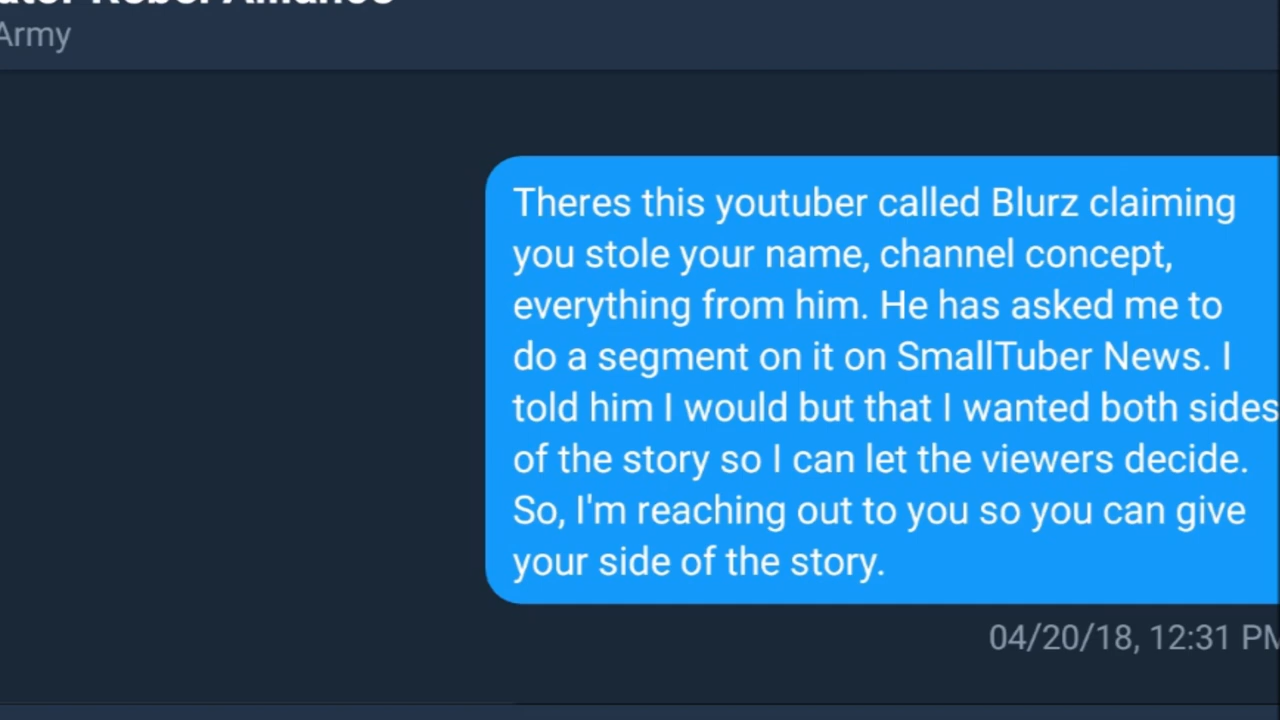 Rebel Alliance
Army
Theres this youtuber called Blurz claiming
you stole your name, channel concept,
everything from him. He has asked me to
do a segment on it on SmallTuber News. I
told him I would but that I wanted both sides
of the story so I can let the viewers decide.
So, I'm reaching out to you so you can give
your side of the story.
04/20/18, 12:31 PM